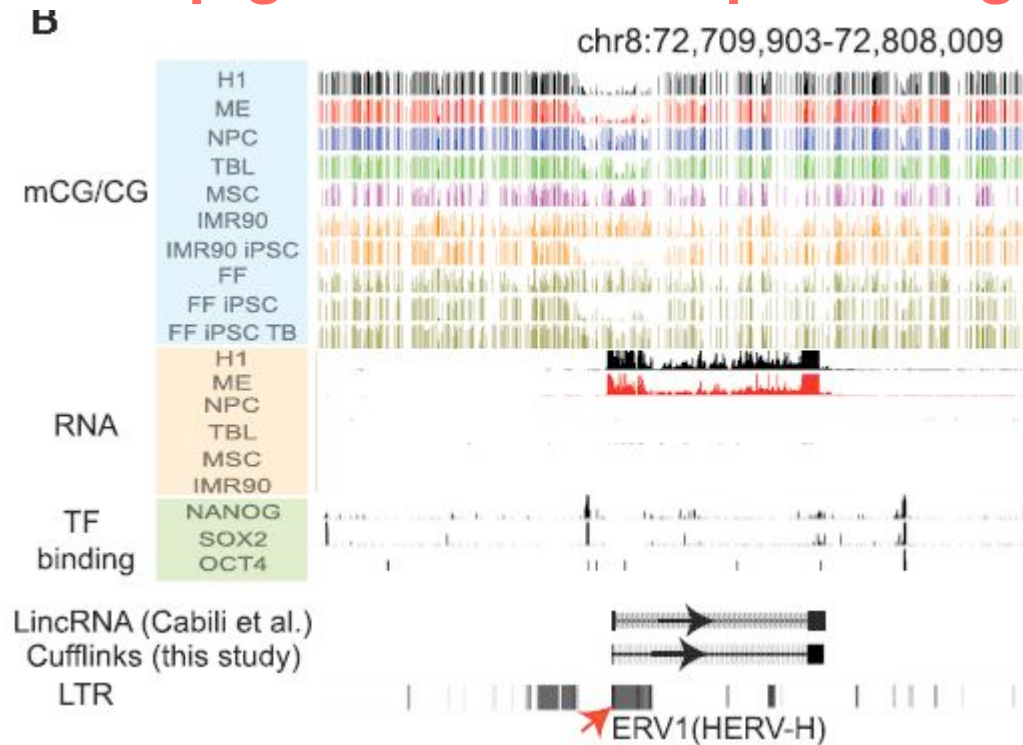 B
chr8:72,709,903-72,808,009
mCG/CG
H1
ME
NPC
TBL
MSC
IMR90
IMR90 iPSC
FF
FF iPSC
FF iPSC TB
RNA
H1
ME
NPC
TBL
MSC
IMR90
TF
binding
NANOG
SOX2
OCT4
LincRNA (Cabili et al.)
Cufflinks (this study)
LTR
ERV1(HERV-H)